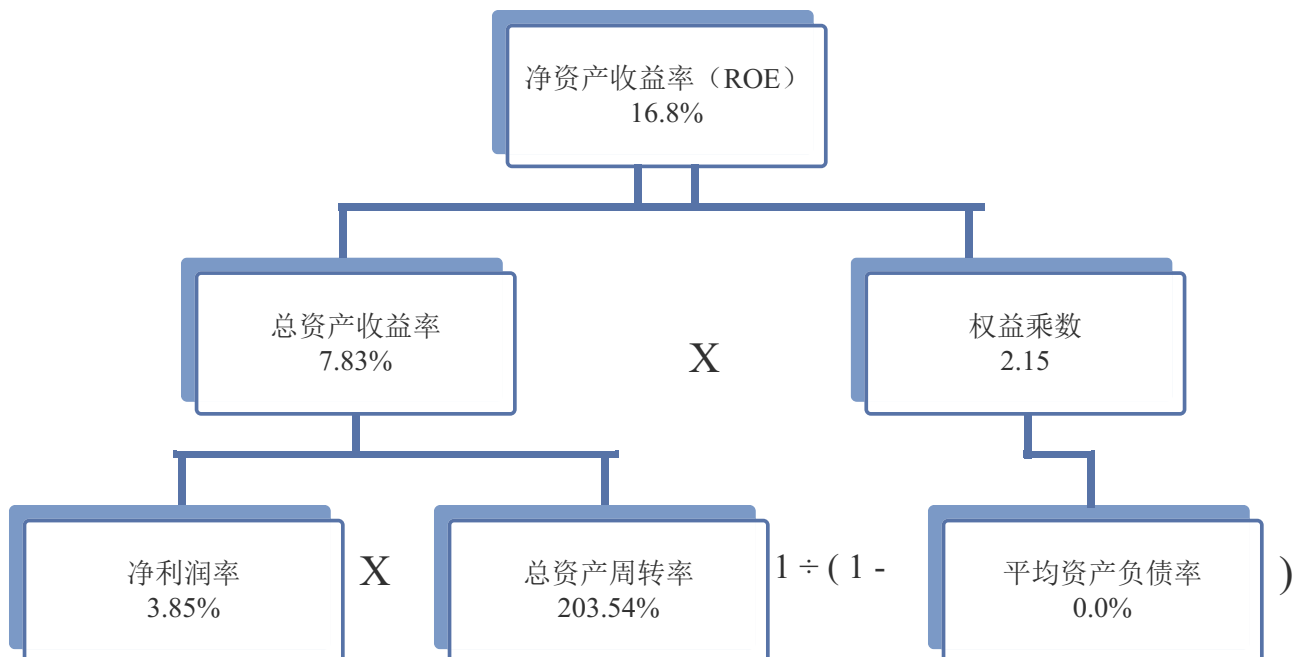 净资产收益率（ROE）
16.8%
总资产收益率
7.83%
X
权益乘数
2.15
净利润率
3.85%
X
总资产周转率
203.54%
1 ÷ ( 1 -
平均资产负债率
0.0%
)